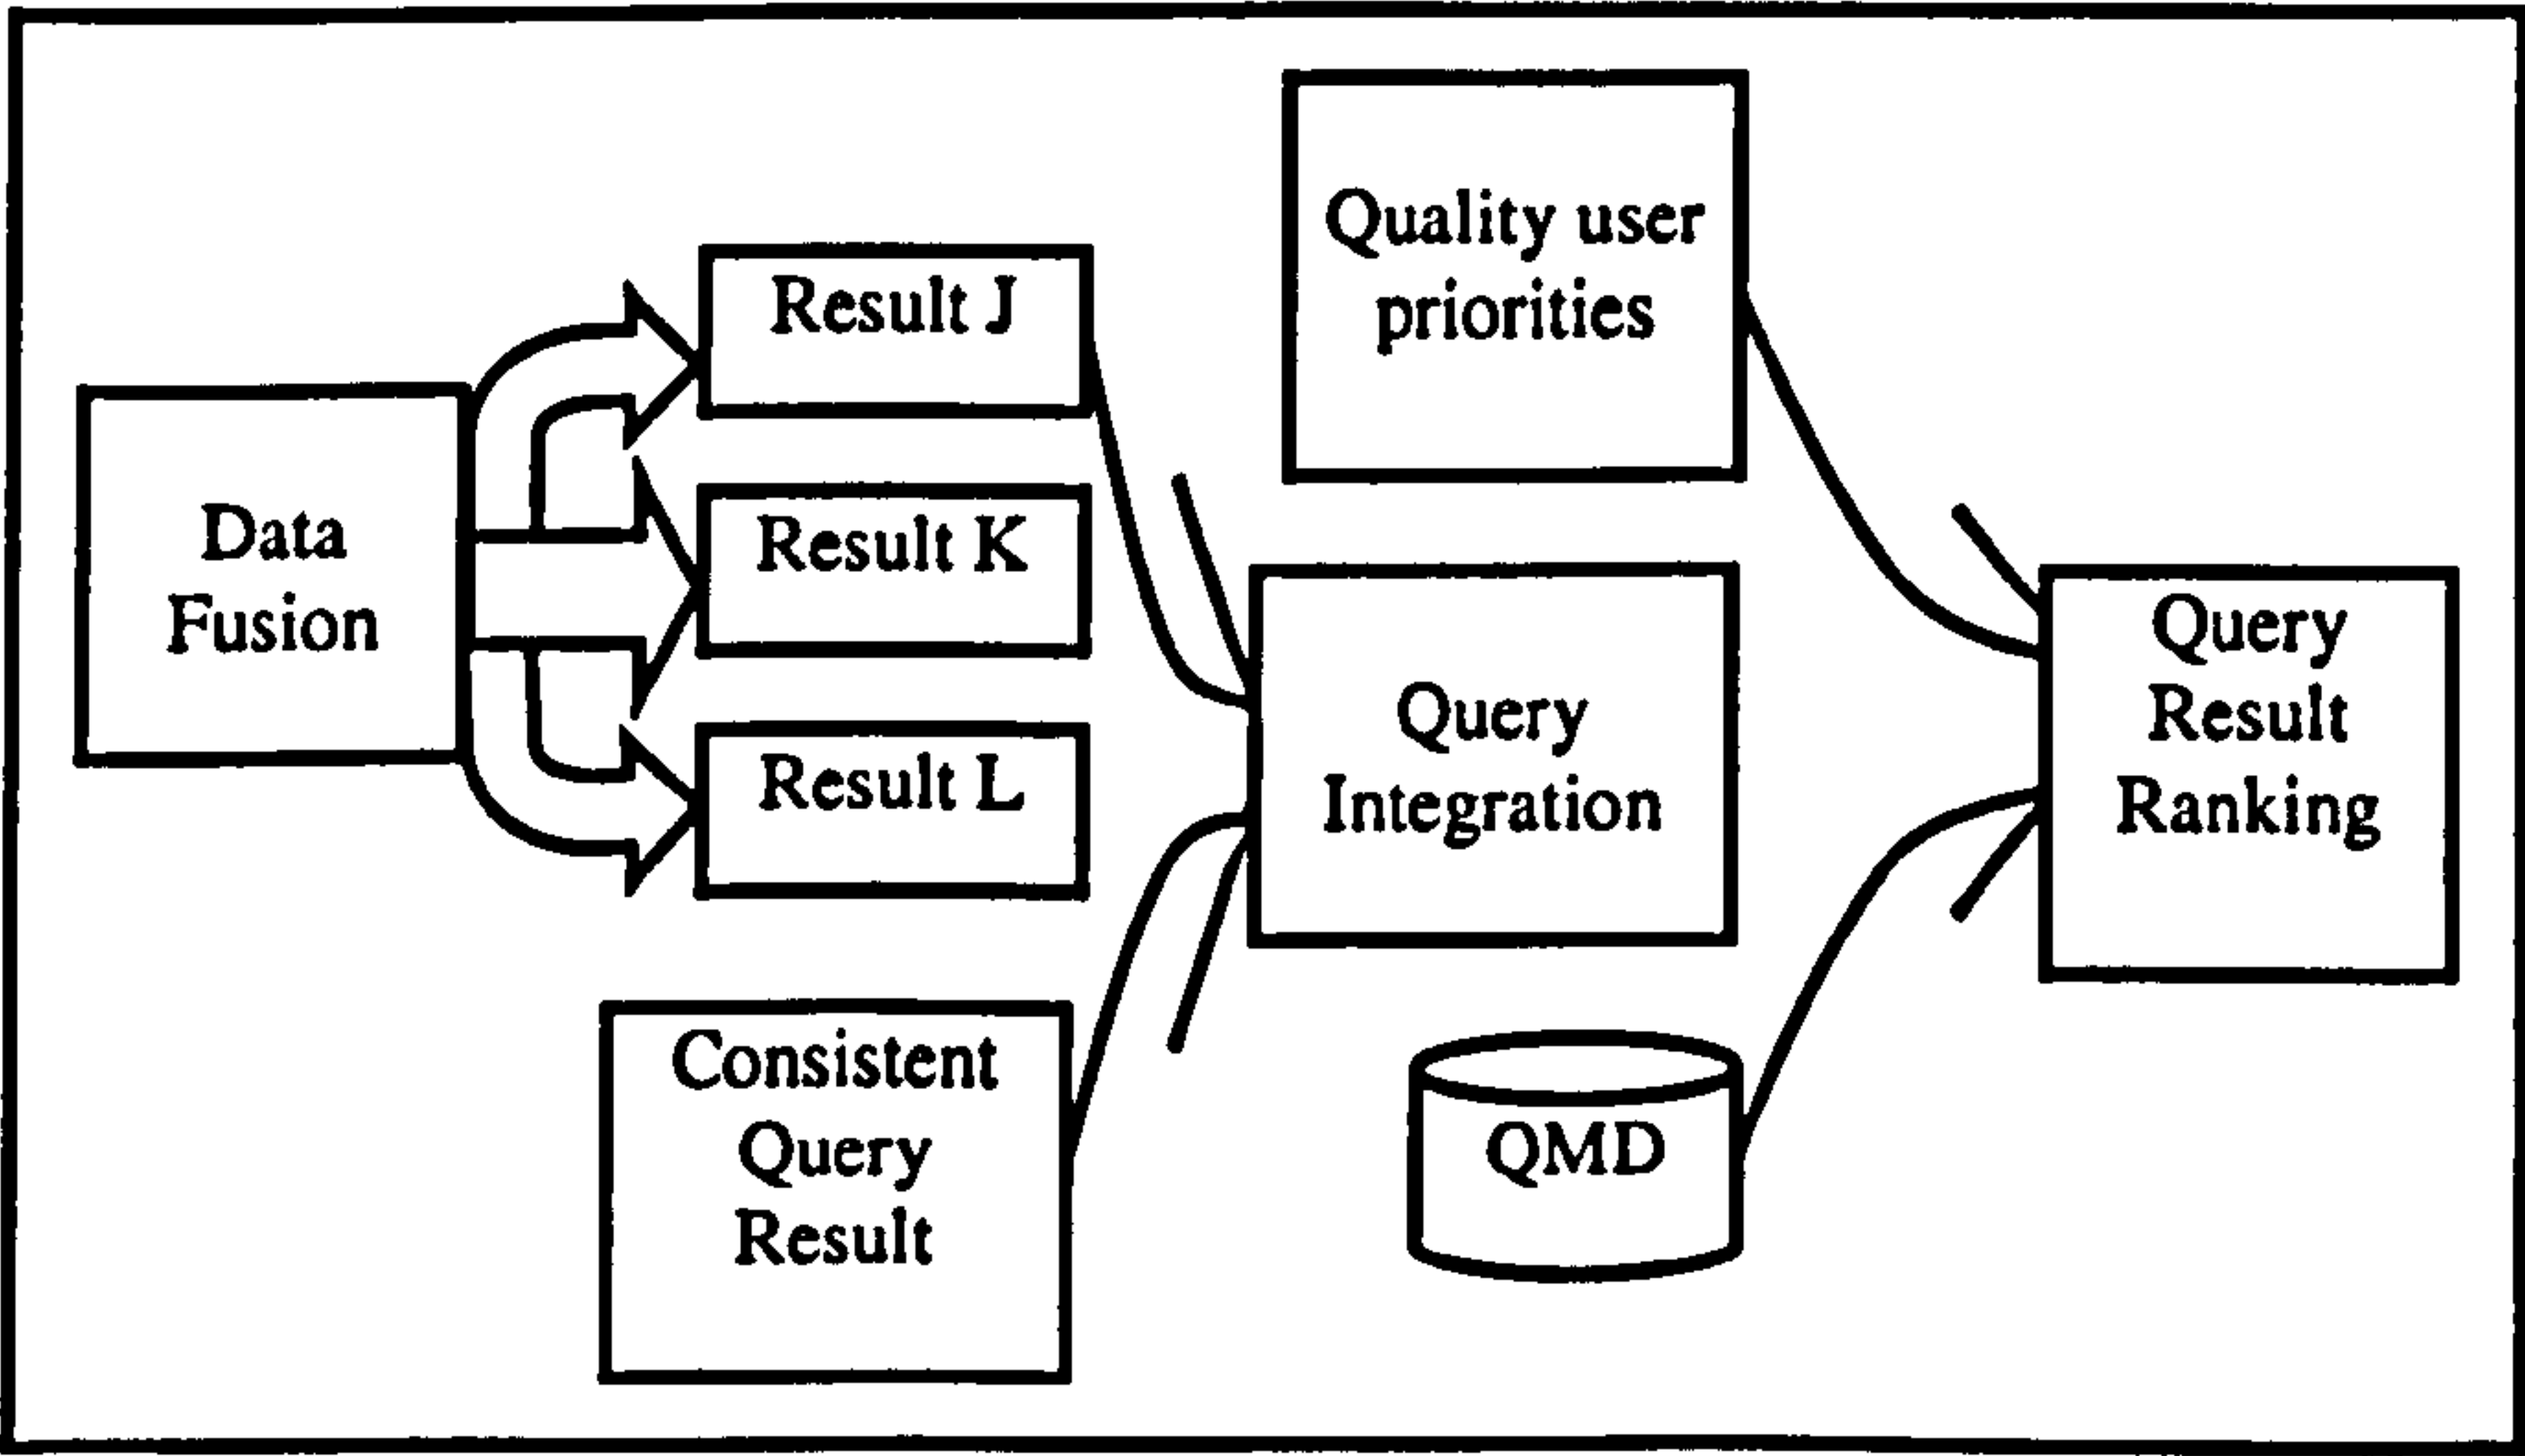 Data
Fusion
Result J
Result K
Result L
Consistent
Query
Result
Quality user
priorities
Query
Integration
QMD
Query
Result
Ranking